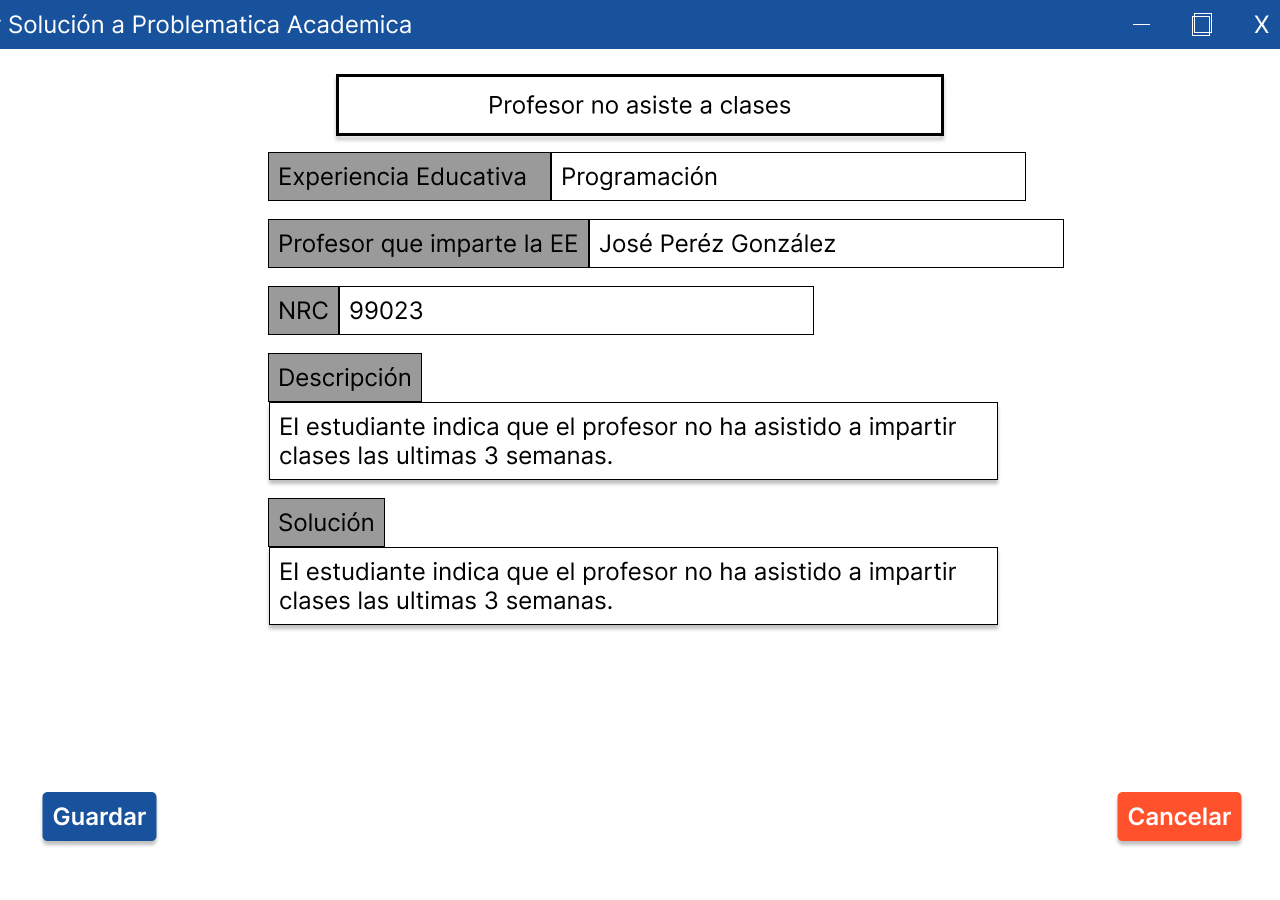 Solución a Problematica Academica
X
Profesor no asiste a clases
Experiencia Educativa Programación
Profesor que imparte la EE José Peréz González
NRC 99023
Descripción
El estudiante indica que el profesor no ha asistido a impartir
clases las ultimas 3 semanas.
Solución
El estudiante indica que el profesor no ha asistido a impartir
clases las ultimas 3 semanas.
Guardar Cancelar